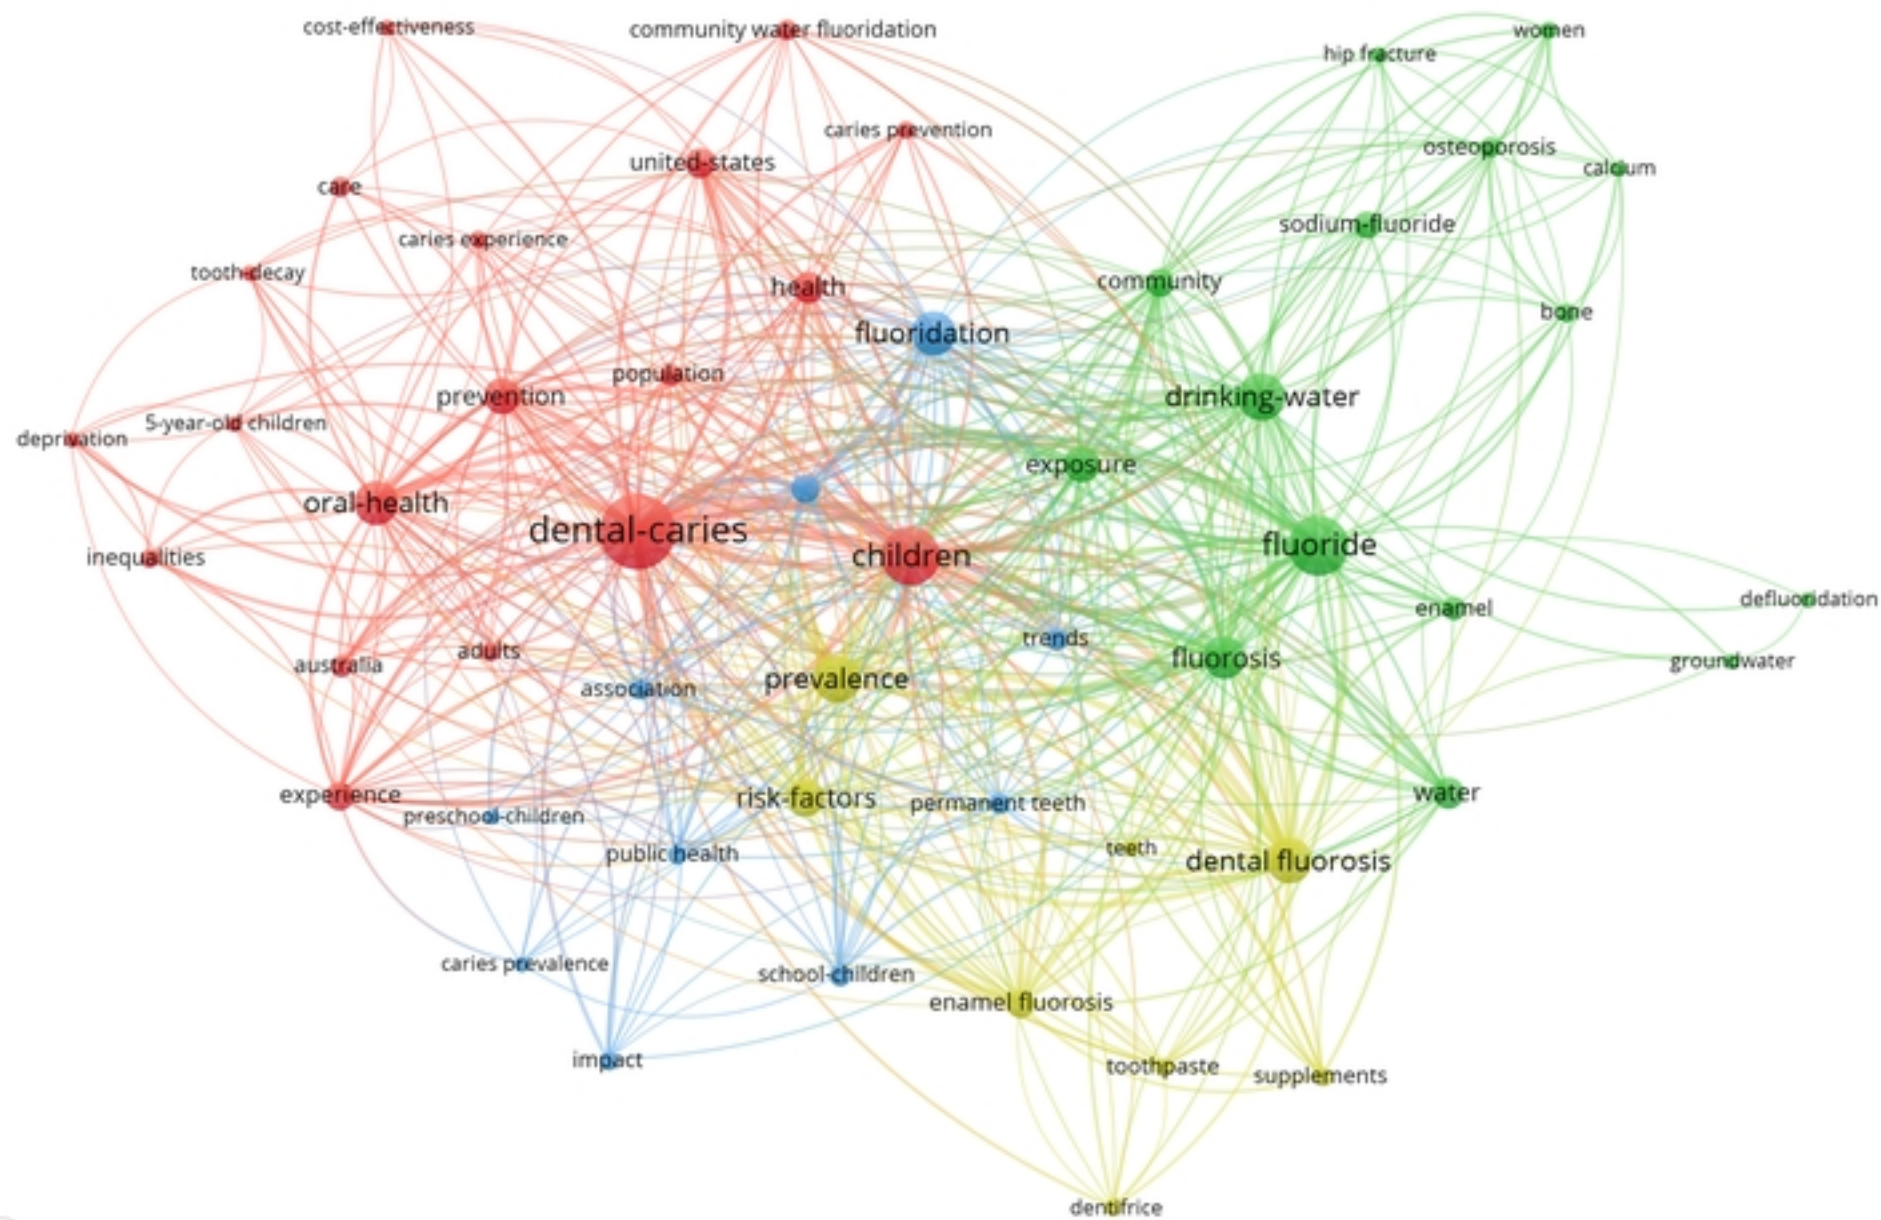 cost-effectiveness
community water fluoridation
women
hip fracture
caries prevention
osteoporosis
united-states
calcium
care
sodium-fluoride
caries experience
tooth-decay
community
health
bone
fluoridation
population
prevention
drinking-water
5-year-old children
deprivation
exposure
oral-health
dental-caries
fluoride
children
inequalities
defluoridation
enamel
trends
adults
fluorosis
groundwater
australia
prevalence
association
water
experience
risk-factors
permanent teeth
preschool-children
teeth
public health
dental fluorosis
caries prevalence
school-children
enamel fluorosis
impact
toothpaste
supplements
dentifrice